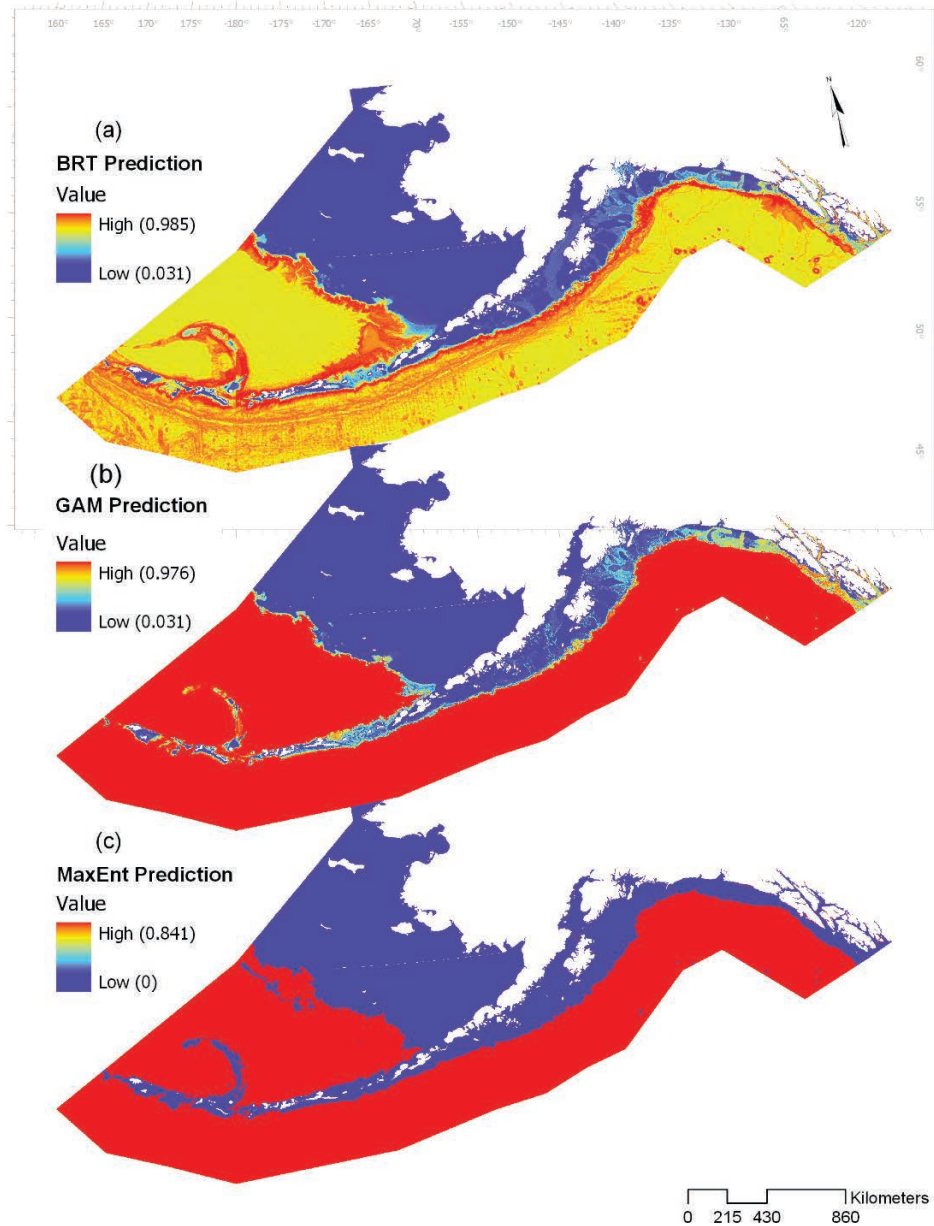 160° 165° 170° 175° -180° -175° -170° -165° -155° -150° -145° -140° -135° -130° -120°
60°
N
(a)
BRT Prediction
Value
High (0.985)
Low (0.031)
55°
50°
45°
(b)
GAM Prediction
Value
High (0.976)
Low (0.031)
(c)
MaxEnt Prediction
Value
High (0.841)
Low (0)
Kilometers
0 215 430 860